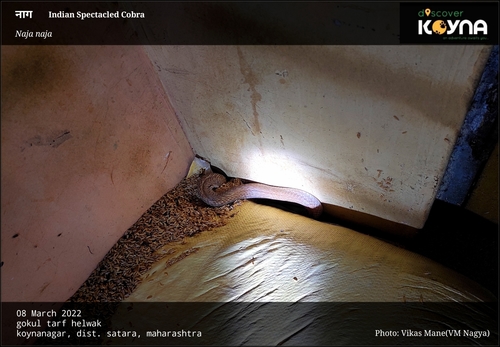 नाग Indian Spectacled Cobra
Naja naja
discover
KOYNA
08 March 2022
gokul tarf helwak
koynanagar, dist. satara, maharashtra
Photo: Vikas Mane(VM Nagya)